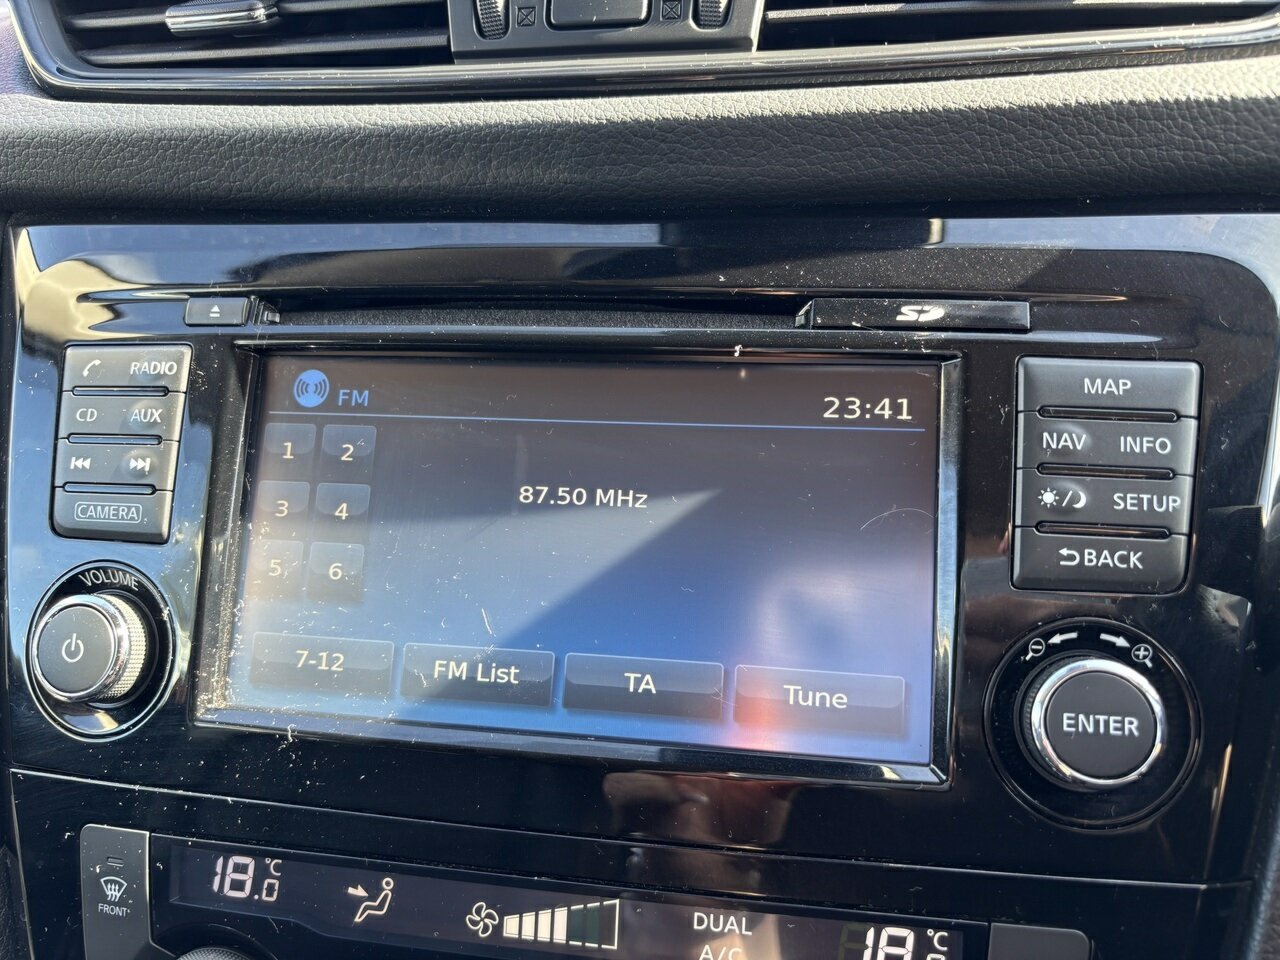 SD
RADIO
CD AUX
CAMERA
VOLUME
FM
23:41
1 2
3 4
5 6
87.50 MHz
7-12
FM List
TA
Tune
MAP
NAV INFO
SETUP
BACK
ENTER
FRONT
18.0 °C
DUAL
A/C
18 °C